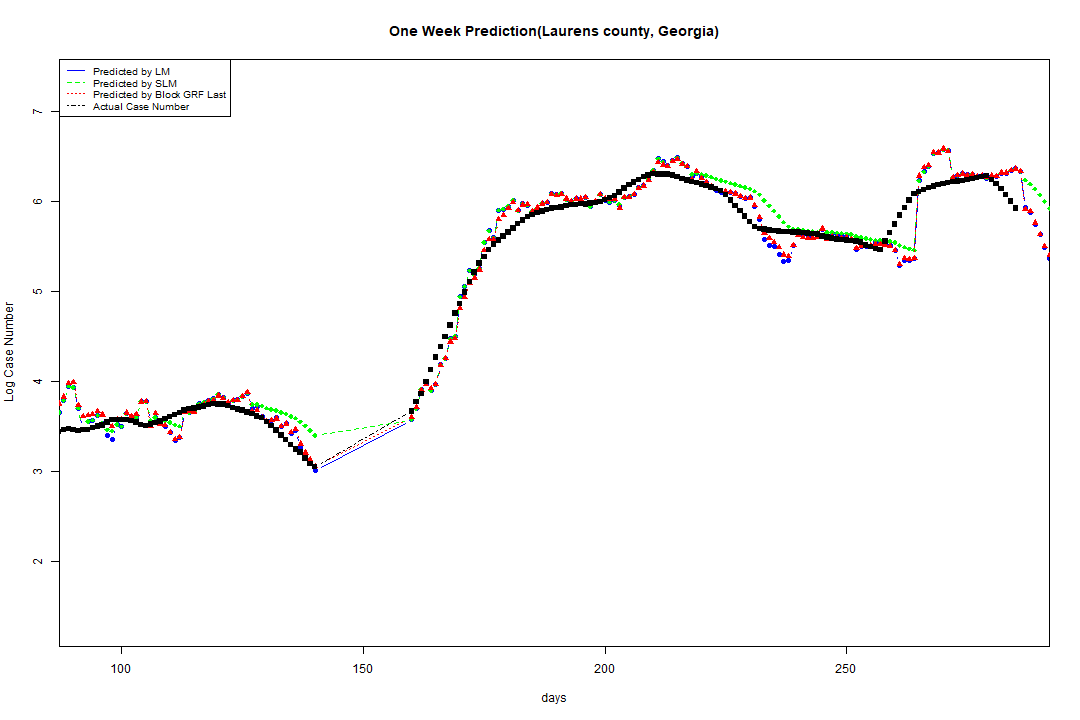 One Week Prediction(Laurens county, Georgia)
Predicted by LM
Predicted by SLM
Predicted by Block GRF Last
Actual Case Number
7
6
5
4
3
2
Log Case Number
100 150 200 250
days